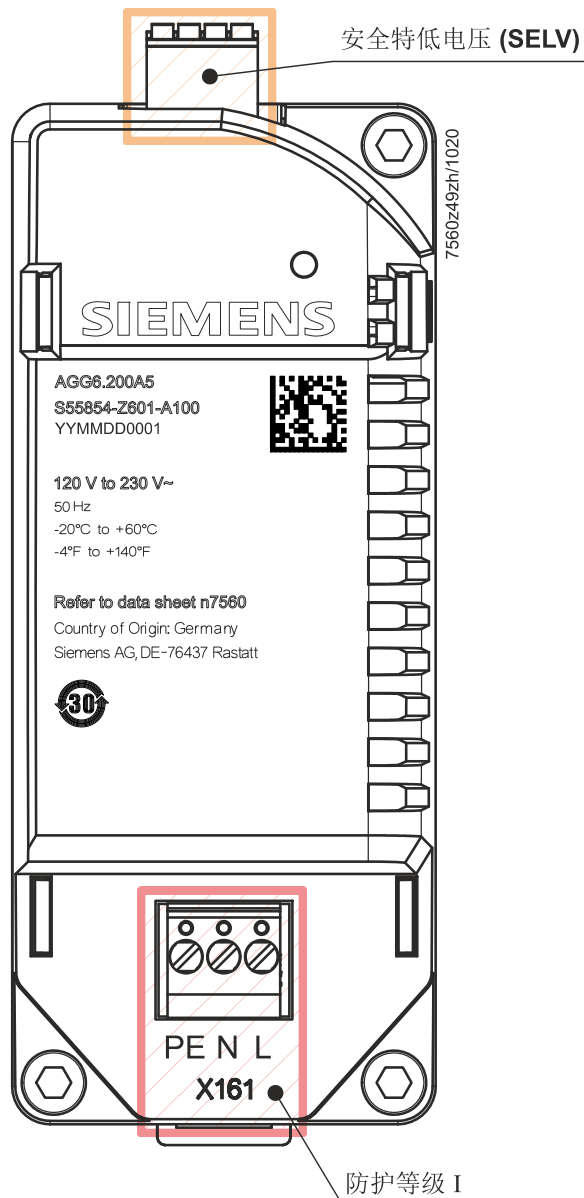 安全特低电压 (SELV)
7560z49zh/1020
SIEMENS
AGG6.200A5
S55854-Z601-A100
YYMMDD0001
120 V to 230 V~
50 Hz
-20°C to +60°C
-4°F to +140°F
Refer to data sheet n7560
Country of Origin: Germany
Siemens AG, DE-76437 Rastatt
30
PE N L
X161
防护等级 I